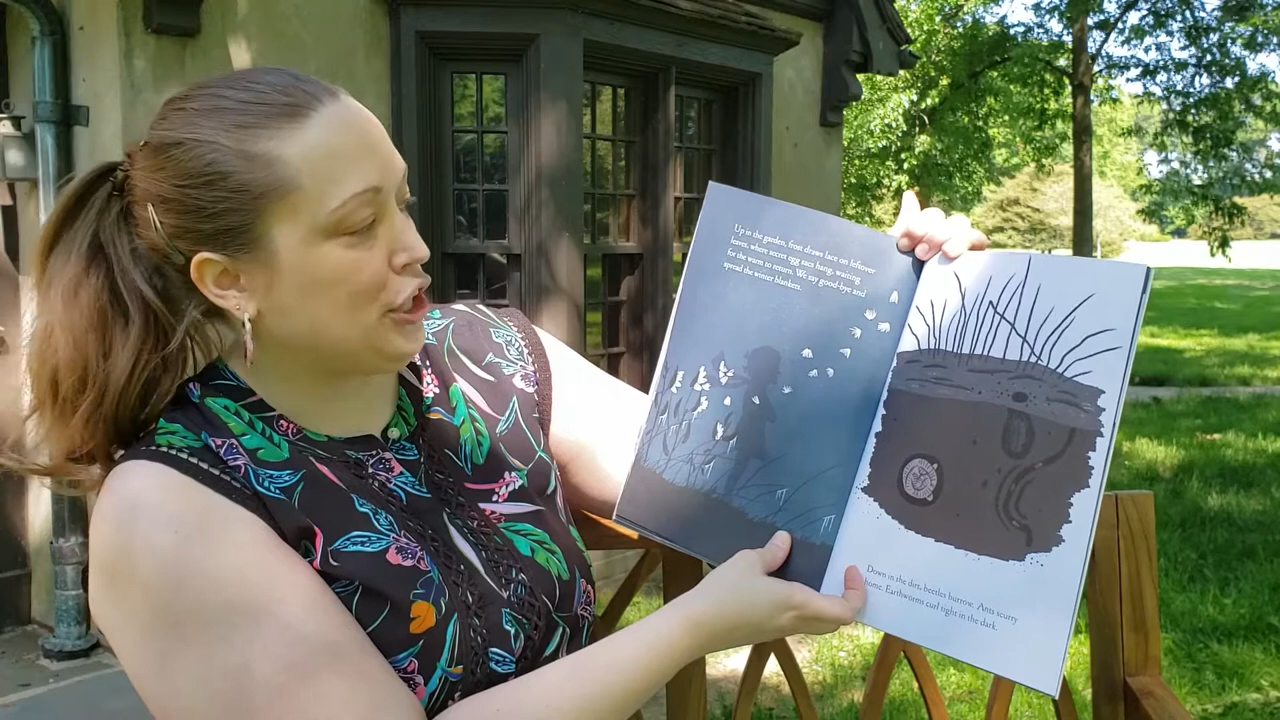 Up in the garden, frost draws lace on leftover
leaves, where secret egg sacs hang, waiting
for the warm to return. We say good-bye and
spread the winter blankets.
Down in the dirt, beetles burrow. Ants scurry
home. Earthworms curl tight in the dark.